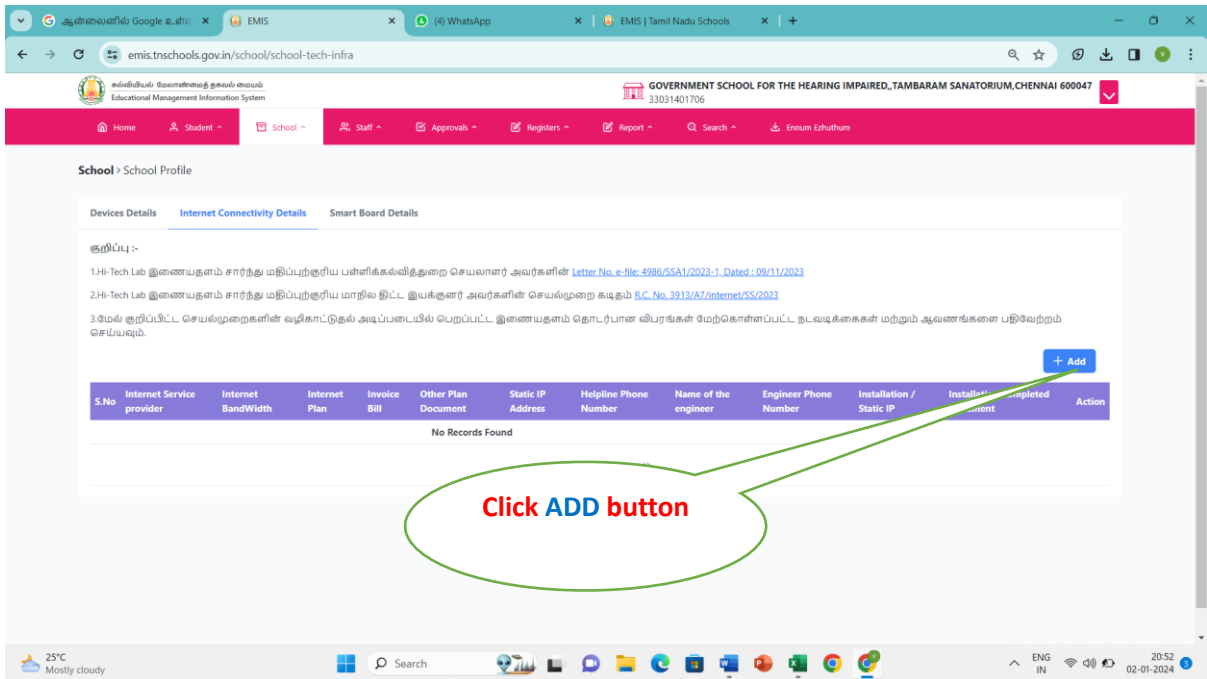 ஆன்லைனில் Google உள்ளி
EMIS
(4) WhatsApp
EMIS | Tamil Nadu Schools
emis.tnschools.gov.in/school/school-tech-infra
கல்வியியல் மேலாண்மைத் தகவல் மையம்
Educational Management Information System
GOVERNMENT SCHOOL FOR THE HEARING IMPAIRED,,TAMBARAM SANATORIUM,CHENNAI 600047
33031401706
Home Student School Staff Approvals Registers Report Search Ennum Ezhuthum
School > School Profile
Devices Details Internet Connectivity Details Smart Board Details
குறிப்பு :-
1.Hi-Tech Lab இணையதளம் சார்ந்து மதிப்புற்குரிய பள்ளிக்கல்வித்துறை செயலாளர் அவர்களின் Letter No. e-file: 4986/SSA1/2023-1, Dated : 09/11/2023
2.Hi-Tech Lab இணையதளம் சார்ந்து மதிப்புற்குரிய மாநில திட்ட இயக்குனர் அவர்களின் செயல்முறை கடிதம் R.C. No. 3913/A7/internet/SS/2023
3.மேல் குறிப்பிட்ட செயல்முறைகளின் வழிகாட்டுதல் அடிப்படையில் பெறப்பட்ட இணையதளம் தொடர்பான விபரங்கள் மேற்கொள்ளப்பட்ட நடவடிக்கைகள் மற்றும் ஆவணங்களை பதிவேற்றம்
செய்யவும்.
+ Add
S.No Internet Service provider Internet BandWidth Internet Plan Invoice Bill Other Plan Document Static IP Address Helpline Phone Number Name of the engineer Engineer Phone Number Installation / Static IP Action
No Records Found
Click ADD button
25°C
Mostly cloudy
Search
ENG
IN
20:52
02-01-2024
3